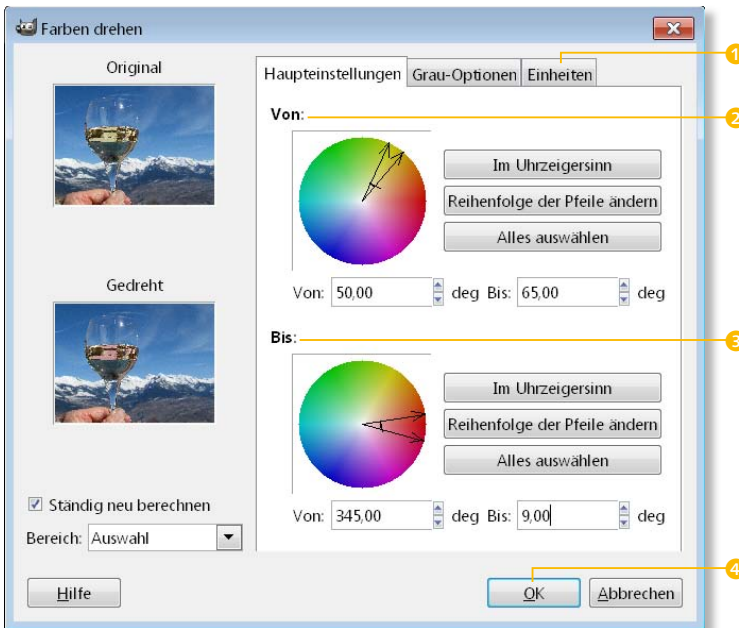 Farben drehen
Original
Haupteinstellungen Grau-Optionen Einheiten
1
Von:
2
Im Uhrzeigersinn
Reihenfolge der Pfeile ändern
Alles auswählen
Von: 50,00 deg Bis: 65,00 deg
Gedreht
Bis:
3
Im Uhrzeigersinn
Reihenfolge der Pfeile ändern
Alles auswählen
Von: 345,00 deg Bis: 9,00 deg
Ständig neu berechnen
Bereich: Auswahl
4
Hilfe OK Abbrechen